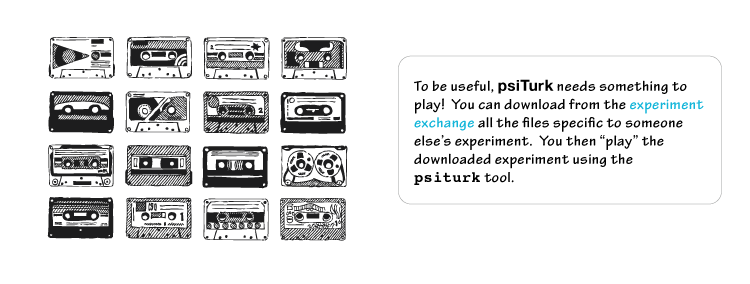 To be useful, psiTurk needs something to
play! You can download from the experiment
exchange all the files specific to someone
else's experiment. You then “play” the
downloaded experiment using the
psiturk tool.